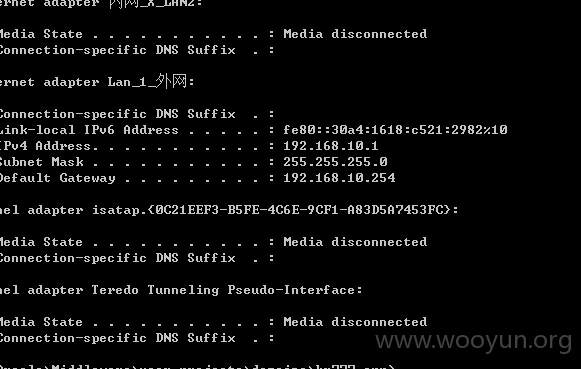 ernet adapter 内网_X_LAN2:
Media State . . . . . . . . . . . : Media disconnected
Connection-specific DNS Suffix  . :
ernet adapter Lan_1_外网:
Connection-specific DNS Suffix  . :
Link-local IPv6 Address . . . . . : fe80::30a4:1618:c521:2982%10
IPv4 Address. . . . . . . . . . . : 192.168.10.1
Subnet Mask . . . . . . . . . . . : 255.255.255.0
Default Gateway . . . . . . . . . : 192.168.10.254
nel adapter isatap.{0C21EEF3-B5FE-4C6E-9CF1-A83D5A7453FC}:
Media State . . . . . . . . . . . : Media disconnected
Connection-specific DNS Suffix  . :
nel adapter Teredo Tunneling Pseudo-Interface:
Media State . . . . . . . . . . . : Media disconnected
Connection-specific DNS Suffix  . :
www.wooyun.org